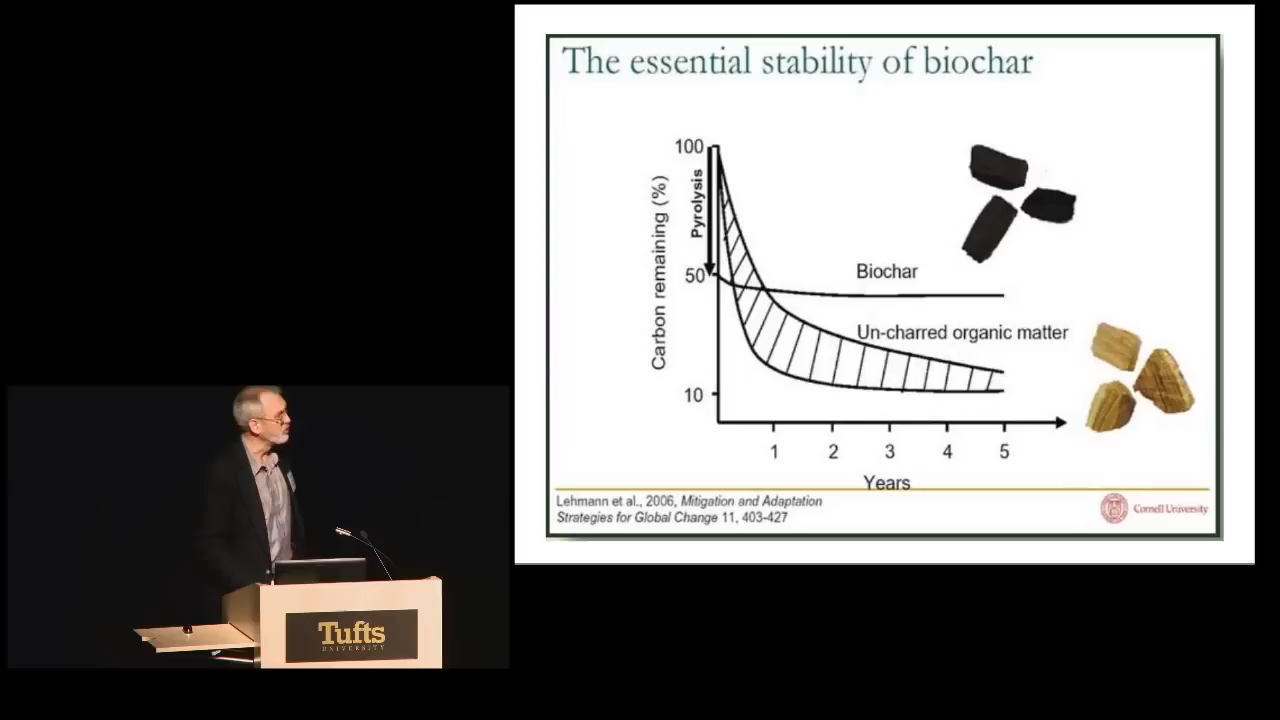 The essential stability of biochar
100
Pyrolysis
Carbon remaining (%)
50
Biochar
Un-charred organic matter
10
1 2 3 4 5
Years
Lehmann et al., 2006, Mitigation and Adaptation
Strategies for Global Change 11, 403-427
Cornell University
Tufts
UNIVERSITY